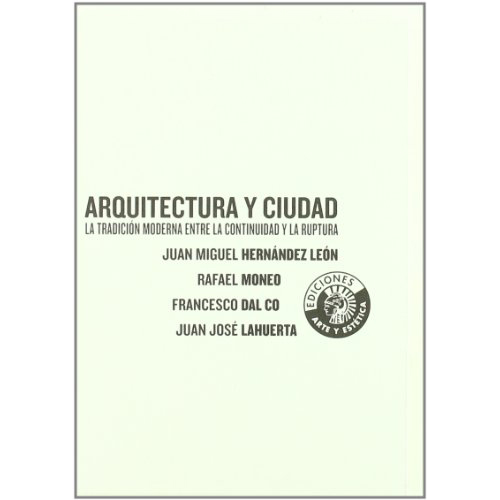 ARQUITECTURA Y CIUDAD
LA TRADICIÓN MODERNA ENTRE LA CONTINUIDAD Y LA RUPTURA
JUAN MIGUEL HERNÁNDEZ LEÓN
RAFAEL MONEO
FRANCESCO DAL CO
JUAN JOSÉ LAHUERTA
EDICIONES
ARTE Y ESTÉTICA